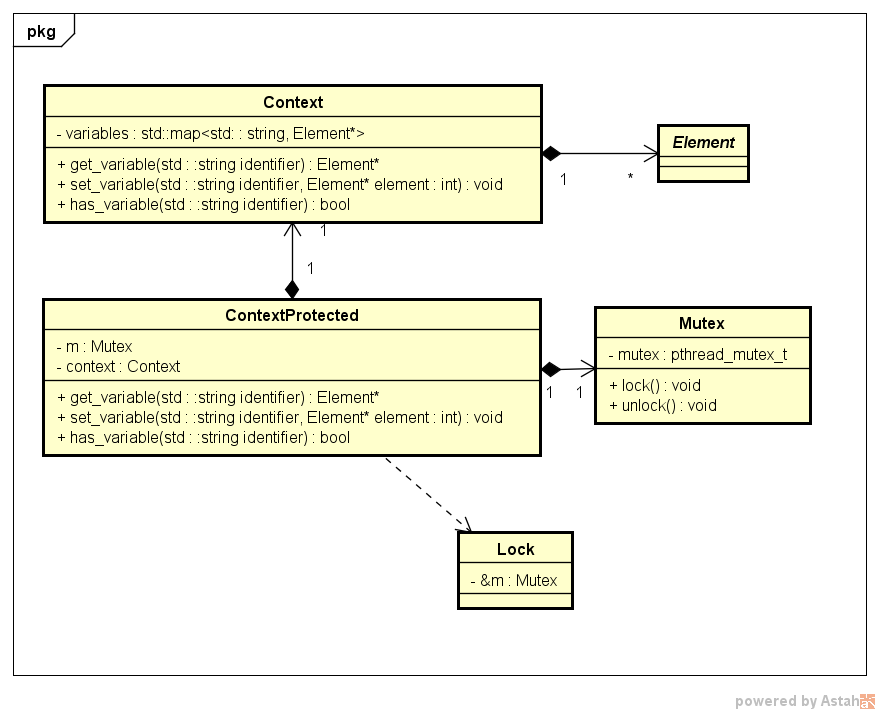 pkg
Context
- variables : std::map<std: : string, Element*>
+ get_variable(std : :string identifier) : Element*
+ set_variable(std : :string identifier, Element* element : int) : void
+ has_variable(std : :string identifier) : bool
Element
1
*
1
1
ContextProtected
- m : Mutex
- context : Context
+ get_variable(std : :string identifier) : Element*
+ set_variable(std : :string identifier, Element* element : int) : void
+ has_variable(std : :string identifier) : bool
Mutex
- mutex : pthread_mutex_t
+ lock() : void
+ unlock() : void
1
1
Lock
- &m : Mutex
powered by Astah